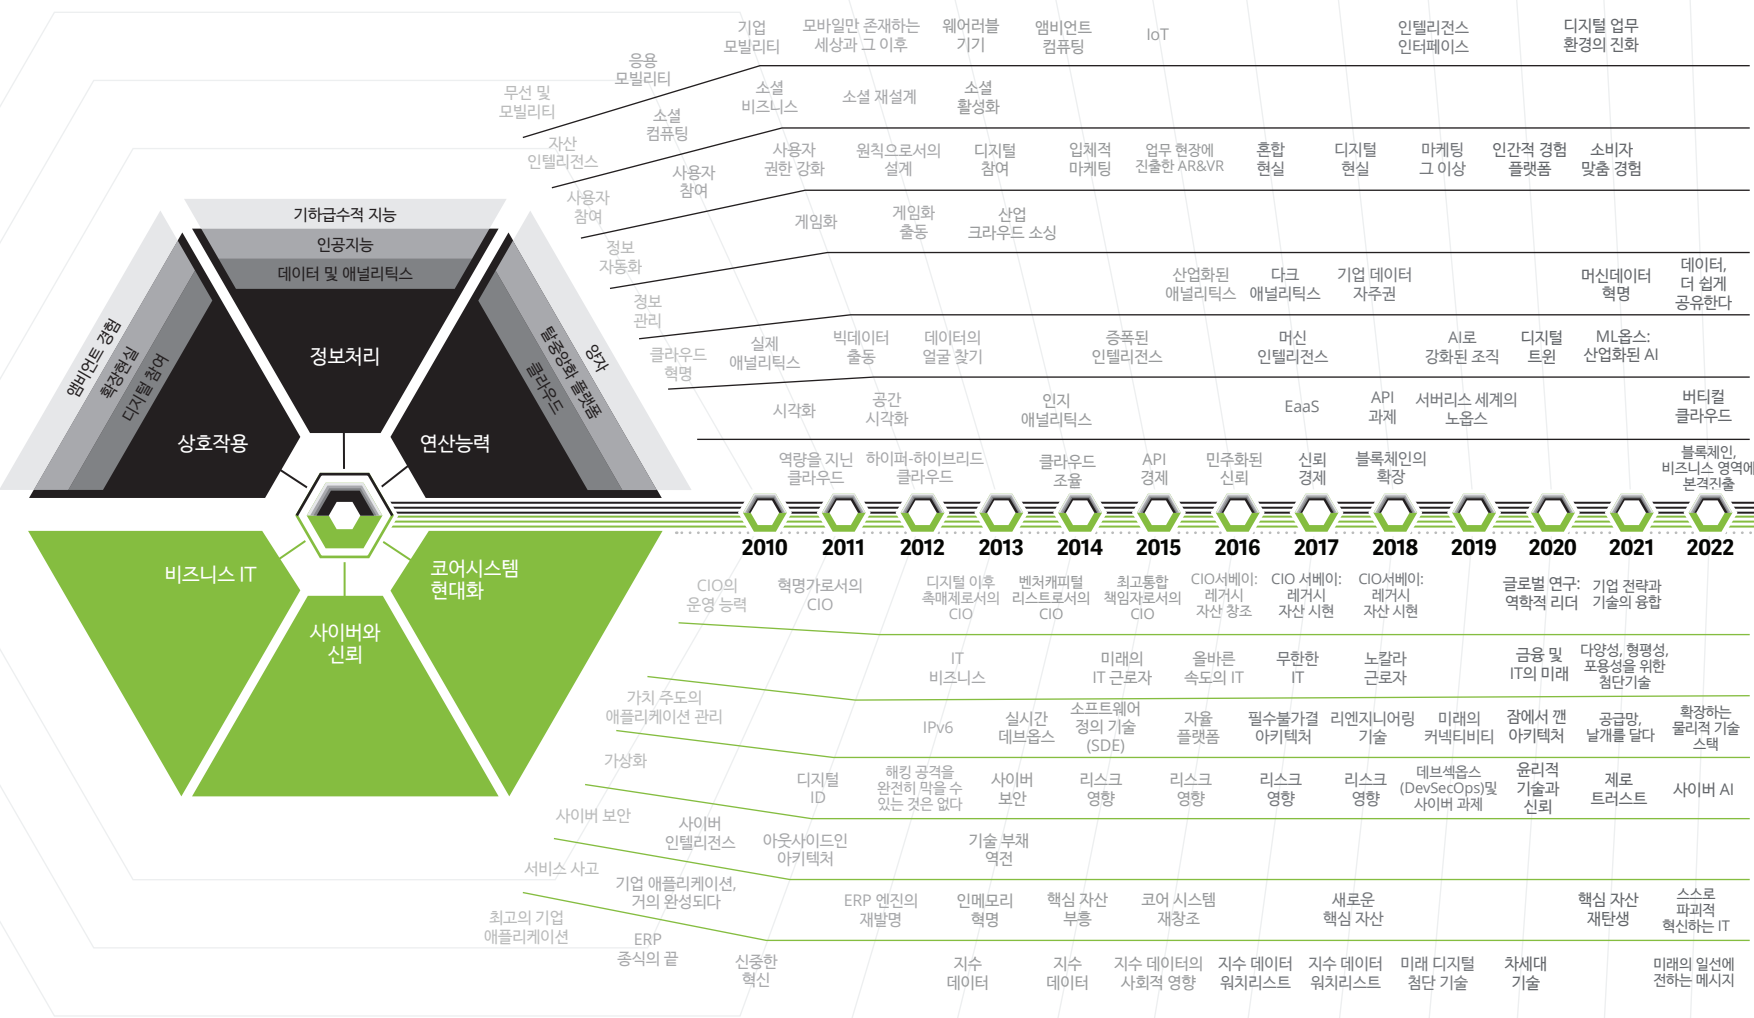 기업
모빌리티
모바일만 존재하는
세상과 그 이후
웨어러블
기기
앰비언트
컴퓨팅
IoT
인텔리전스
인터페이스
디지털 업무
환경의 진화
응용
모빌리티
무선 및
모빌리티
소셜
비즈니스
소셜 재설계
소셜
활성화
소셜
컴퓨팅
자산
인텔리전스
사용자
권한 강화
원칙으로서의
설계
디지털
참여
입체적
마케팅
업무 현장에
진출한 AR&VR
혼합
현실
디지털
현실
마케팅
그 이상
인간적 경험
플랫폼
소비자
맞춤 경험
사용자
참여
사용자
참여
게임화
게임화
출동
산업
크라우드 소싱
정보
자동화
산업화된
애널리틱스
다크
애널리틱스
기업 데이터
자주권
머신데이터
혁명
데이터,
더 쉽게
공유한다
정보
관리
실제
애널리틱스
빅데이터
출동
데이터의
얼굴 찾기
증폭된
인텔리전스
머신
인텔리전스
AI로
강화된 조직
디지털
트윈
ML옵스:
산업화된 AI
클라우드
혁명
시각화
공간
시각화
인지
애널리틱스
EaaS
API
과제
서버리스 세계의
노옵스
버티컬
클라우드
역량을 지닌
클라우드
하이퍼-하이브리드
클라우드
클라우드
조율
API
경제
민주화된
신뢰
신뢰
경제
블록체인의
확장
블록체인,
비즈니스 영역에
본격진출
기하급수적 지능
인공지능
데이터 및 애널리틱스
정보처리
앰비언트 경험
확장현실
디지털 참여
상호작용
양자
탈중앙화 플랫폼
클라우드
연산능력
비즈니스 IT
사이버와
신뢰
코어시스템
현대화
2010
2011
2012
2013
2014
2015
2016
2017
2018
2019
2020
2021
2022
CIO의
운영 능력
혁명가로서의
CIO
디지털 이후
촉매제로서의
CIO
벤처캐피털
리스트로서의
CIO
최고통합
책임자로서의
CIO
CIO서베이:
레거시
자산 창조
CIO 서베이:
레거시
자산 시현
CIO서베이:
레거시
자산 시현
글로벌 연구:
역학적 리더
기업 전략과
기술의 융합
IT
비즈니스
미래의
IT 근로자
올바른
속도의 IT
무한한
IT
노칼라
근로자
금융 및
IT의 미래
다양성, 형평성,
포용성을 위한
첨단기술
가치 주도의
애플리케이션 관리
IPv6
실시간
데브옵스
소프트웨어
정의 기술
(SDE)
자율
플랫폼
필수불가결
아키텍처
리엔지니어링
기술
미래의
커넥티비티
잠에서 깬
아키텍처
공급망,
날개를 달다
확장하는
물리적 기술
스택
가상화
디지털
ID
해킹 공격을
완전히 막을 수
있는 것은 없다
사이버
보안
리스크
영향
리스크
영향
리스크
영향
리스크
영향
데브섹옵스
(DevSecOps)및
사이버 과제
윤리적
기술과
신뢰
제로
트러스트
사이버 AI
사이버 보안
사이버
인텔리전스
아웃사이드인
아키텍처
기술 부채
역전
서비스 사고
기업 애플리케이션,
거의 완성되다
ERP 엔진의
재발명
인메모리
혁명
핵심 자산
부흥
코어 시스템
재창조
새로운
핵심 자산
핵심 자산
재탄생
스스로
파괴적
혁신하는 IT
최고의 기업
애플리케이션
ERP
종식의 끝
신중한
혁신
지수
데이터
지수
데이터
지수 데이터의
사회적 영향
지수 데이터
워치리스트
지수 데이터
워치리스트
미래 디지털
첨단 기술
차세대
기술
미래의 일선에
전하는 메시지